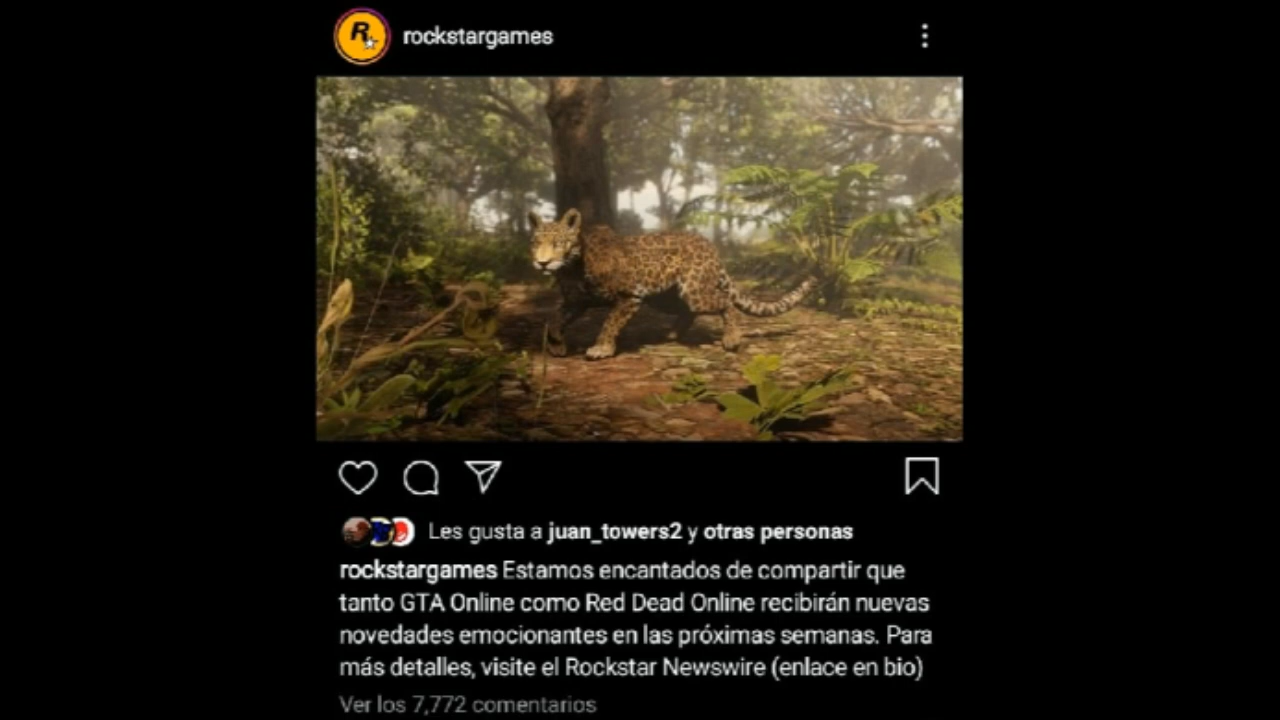 R
rockstargames
Les gusta a juan_towers2 y otras personas
rockstargames Estamos encantados de compartir que
tanto GTA Online como Red Dead Online recibirán nuevas
novedades emocionantes en las próximas semanas. Para
más detalles, visite el Rockstar Newswire (enlace en bio)
Ver los 7,772 comentarios